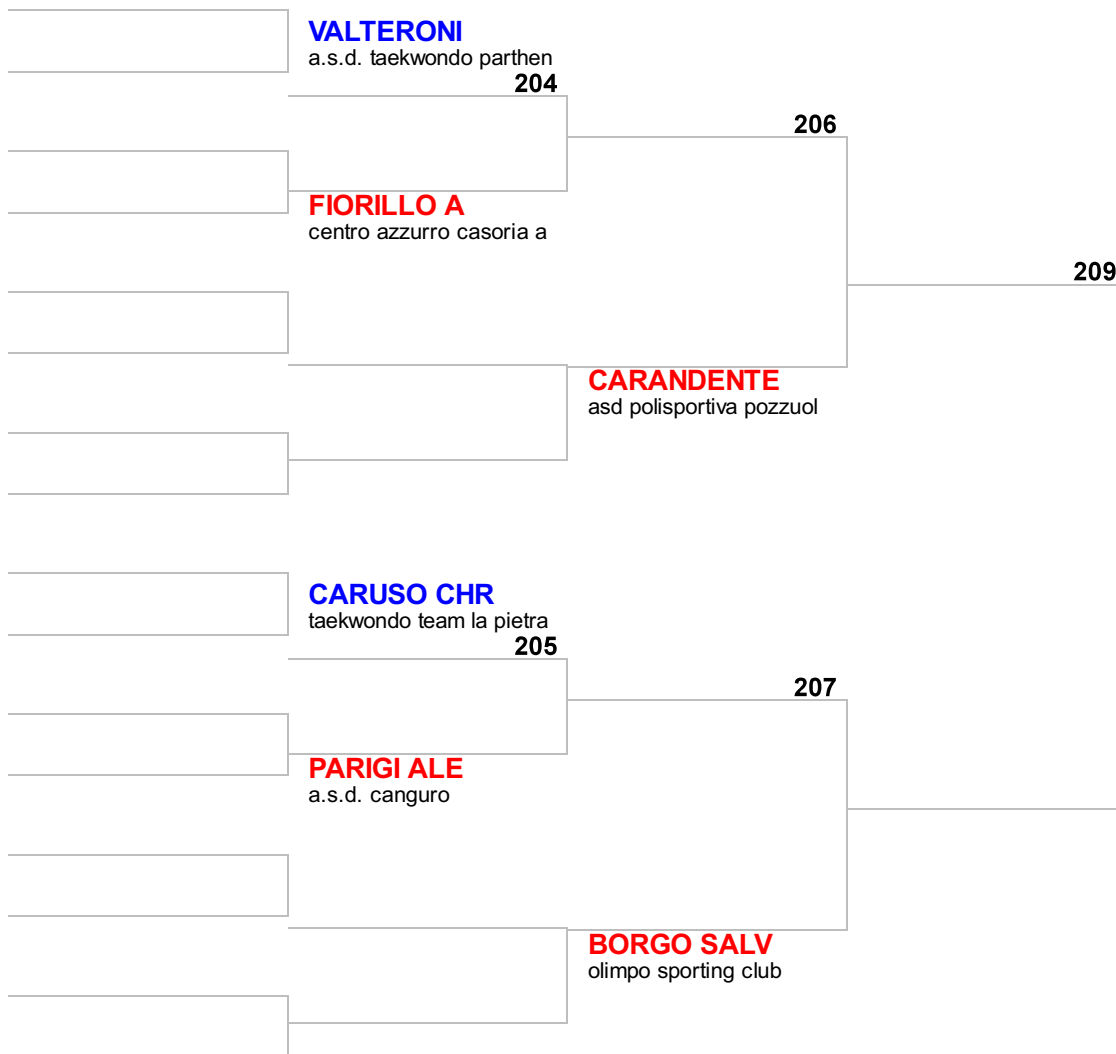 VALTERONI
a.s.d. taekwondo parthen
204
206
FIORILLO A
centro azzurro casoria a
209
CARANDENTE
asd polisportiva pozzuol
CARUSO CHR
taekwondo team la pietra
205
207
PARIGI ALE
a.s.d. canguro
BORGO SALV
olimpo sporting club